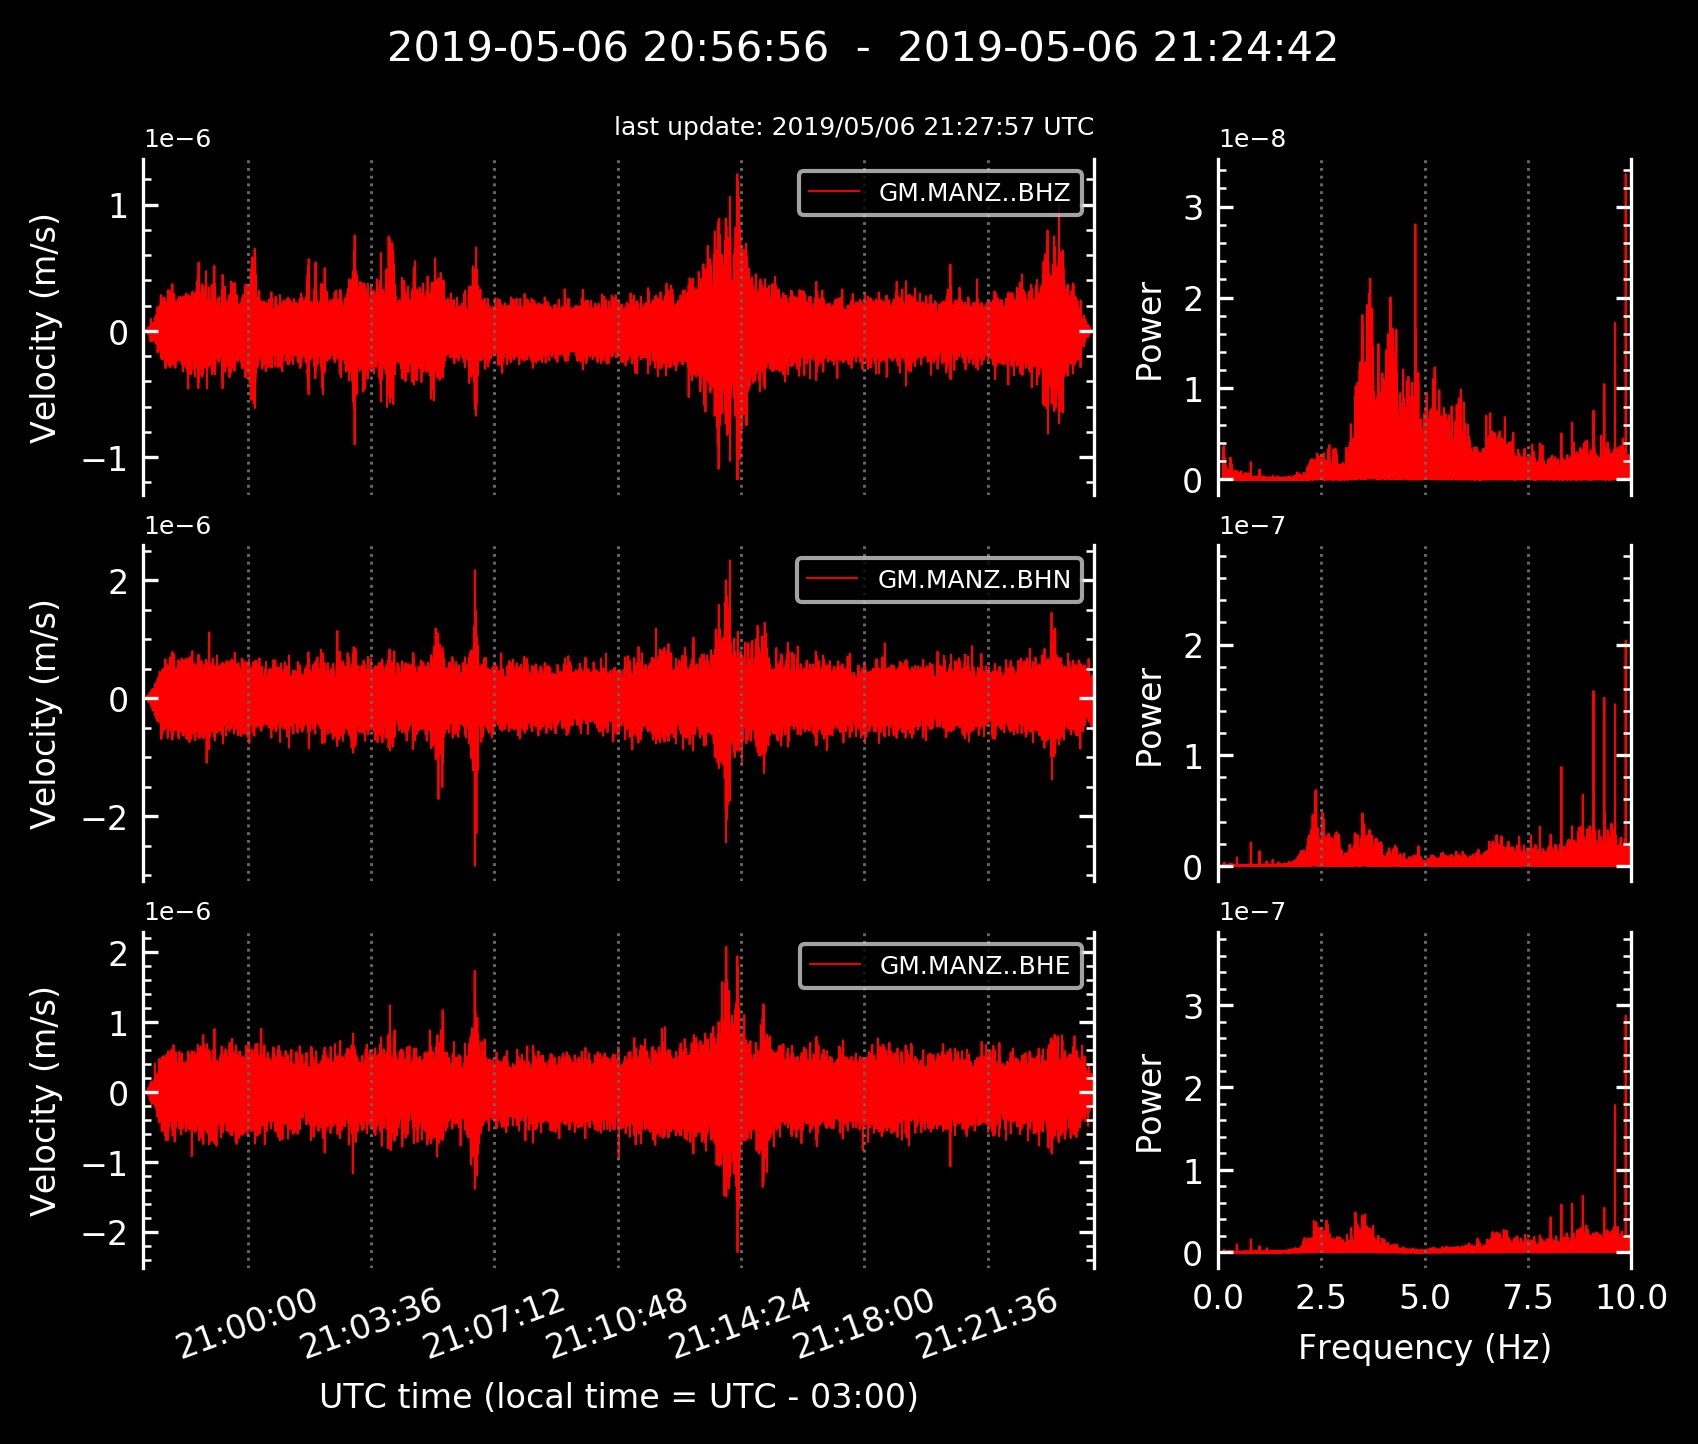 2019-05-06 20:56:56 - 2019-05-06 21:24:42
last update: 2019/05/06 21:27:57 UTC
1e−6
1e−8
GM.MANZ..BHZ
Velocity (m/s)
1
0
−1
Power
3
2
1
0
1e−6
1e−7
GM.MANZ..BHN
Velocity (m/s)
2
0
−2
Power
2
1
0
1e−6
1e−7
GM.MANZ..BHE
Velocity (m/s)
2
1
0
−1
−2
Power
3
2
1
0
21:00:00 21:03:36 21:07:12 21:10:48 21:14:24 21:18:00 21:21:36
0.0 2.5 5.0 7.5 10.0
UTC time (local time = UTC - 03:00)
Frequency (Hz)